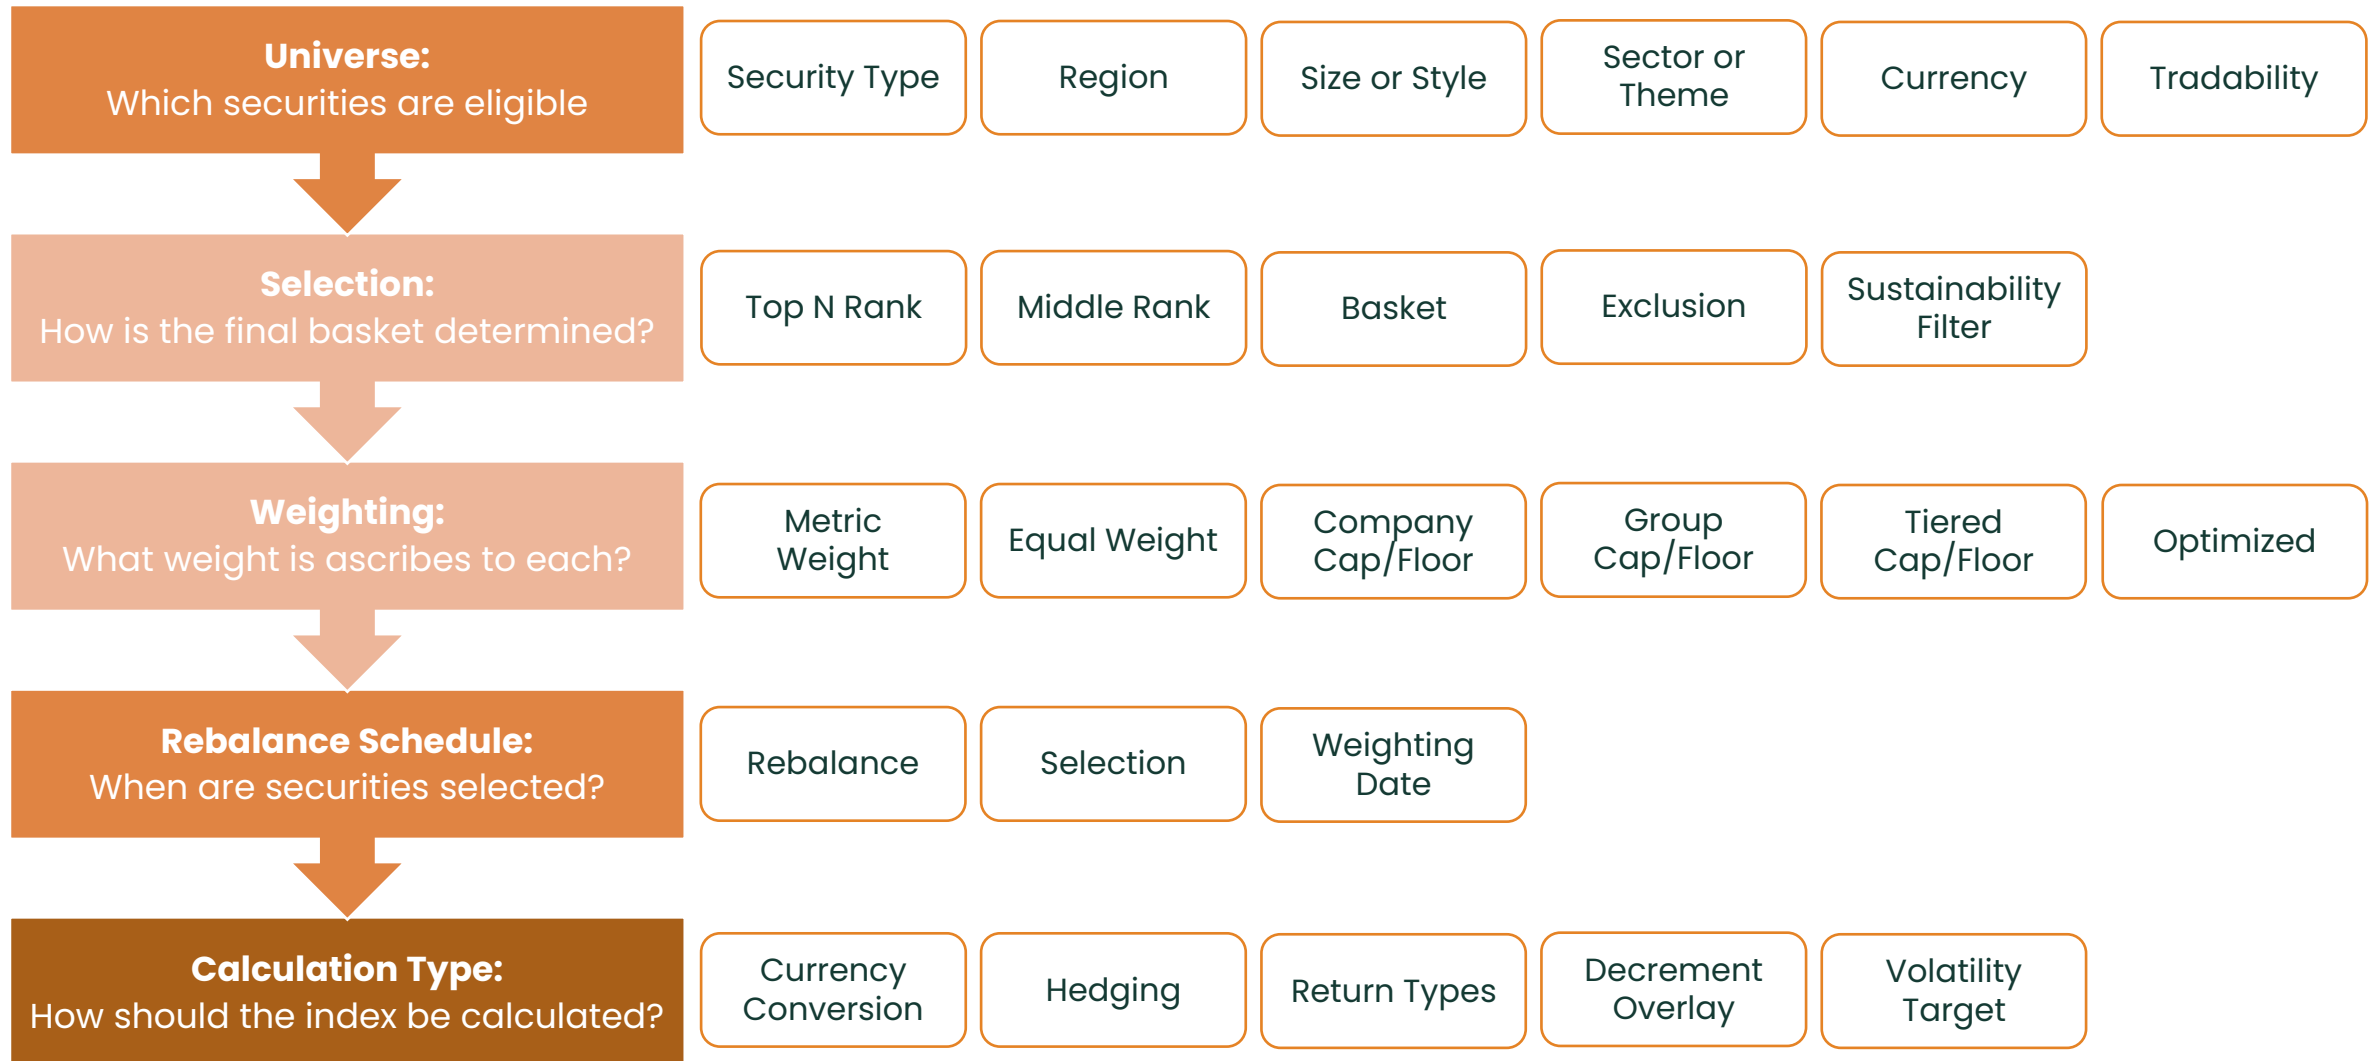 Universe:
Which securities are eligible
Security Type
Region
Size or Style
Sector or
Theme
Currency
Tradability
Selection:
How is the final basket determined?
Top N Rank
Middle Rank
Basket
Exclusion
Sustainability
Filter
Weighting:
What weight is ascribes to each?
Metric
Weight
Equal Weight
Company
Cap/Floor
Group
Cap/Floor
Tiered
Cap/Floor
Optimized
Rebalance Schedule:
When are securities selected?
Rebalance
Selection
Weighting
Date
Calculation Type:
How should the index be calculated?
Currency
Conversion
Hedging
Return Types
Decrement
Overlay
Volatility
Target